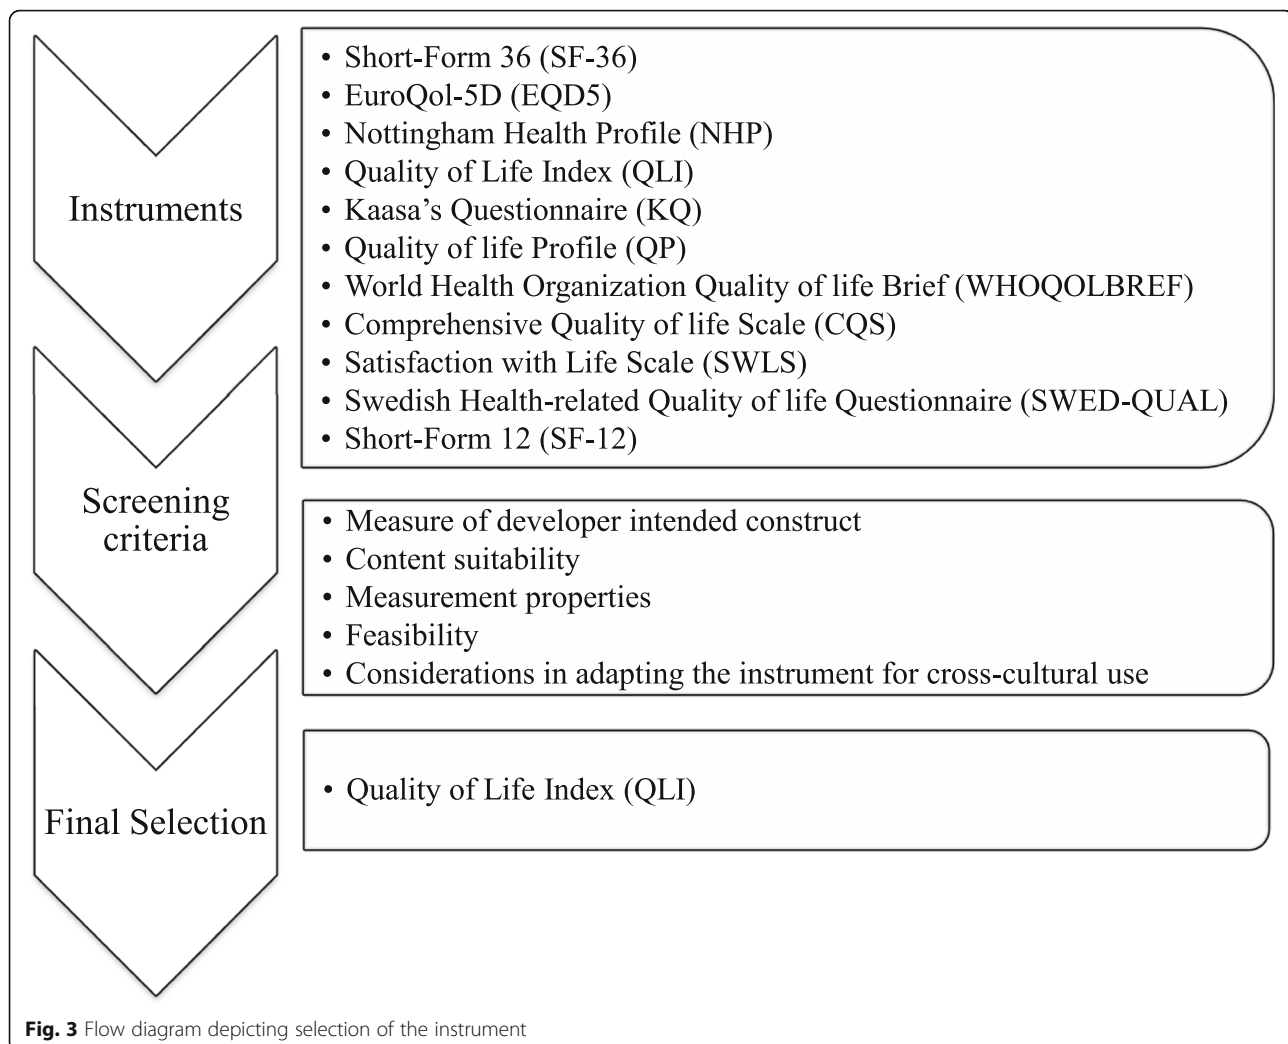 Instruments
• Short-Form 36 (SF-36)
• EuroQol-5D (EQD5)
• Nottingham Health Profile (NHP)
• Quality of Life Index (QLI)
• Kaasa's Questionnaire (KQ)
• Quality of life Profile (QP)
• World Health Organization Quality of life Brief (WHOQOLBREF)
• Comprehensive Quality of life Scale (CQS)
• Satisfaction with Life Scale (SWLS)
• Swedish Health-related Quality of life Questionnaire (SWED-QUAL)
• Short-Form 12 (SF-12)
Screening
criteria
• Measure of developer intended construct
• Content suitability
• Measurement properties
• Feasibility
• Considerations in adapting the instrument for cross-cultural use
Final Selection
• Quality of Life Index (QLI)
Fig. 3 Flow diagram depicting selection of the instrument